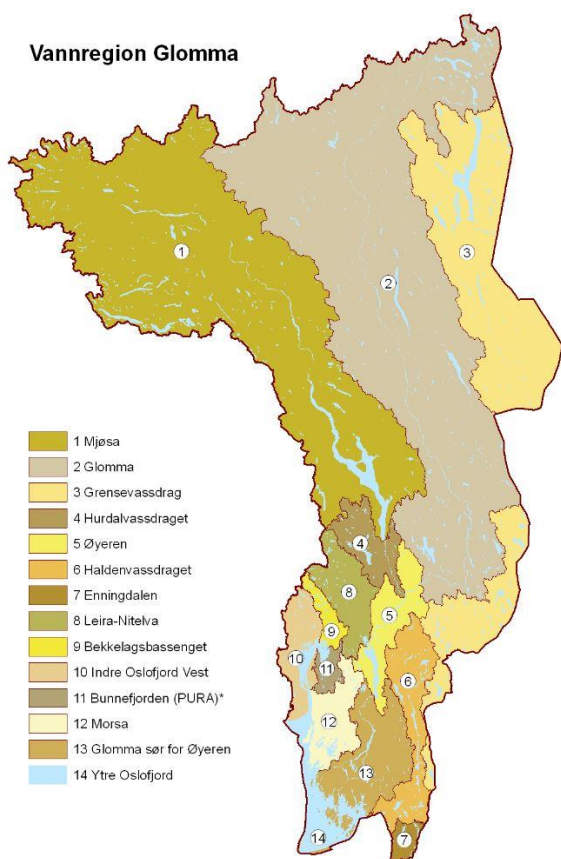 Vannregion Glomma
1
2
3
1 Mjøsa
2 Glomma
3 Grensevassdrag
4 Hurdalvassdraget
5 Øyeren
6 Haldenvassdraget
7 Enningdalen
8 Leira-Nitelva
9 Bekkelagsbassenget
10 Indre Oslofjord Vest
11 Bunnefjorden (PURA)*
12 Morsa
13 Glomma sør for Øyeren
14 Ytre Oslofjord
4
8
5
9
10
11
6
12
13
14
7